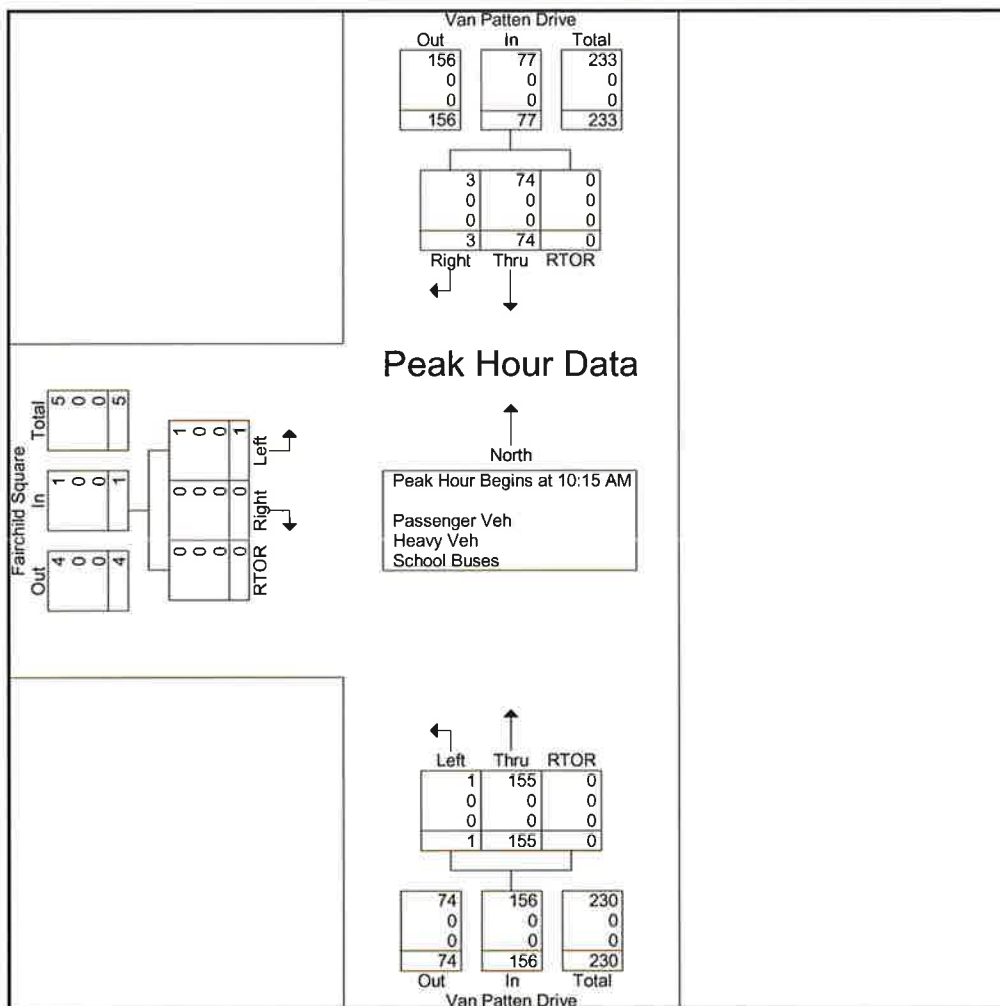 Van Patten Drive
Out In Total
156 77 233
0 0 0
0 0 0
156 77 233
3 74 0
0 0 0
0 0 0
3 74 0
Right Thru RTOR
Peak Hour Data
North
Peak Hour Begins at 10:15 AM
Passenger Veh
Heavy Veh
School Buses
Fairchild Square
Out In Total
4 1 5
0 0 0
0 0 0
4 1 5
RTOR Right Left
0 0 1
0 0 0
0 0 0
0 0 1
Left Thru RTOR
1 155 0
0 0 0
0 0 0
1 155 0
74 156 230
0 0 0
0 0 0
74 156 230
Out In Total
Van Patten Drive